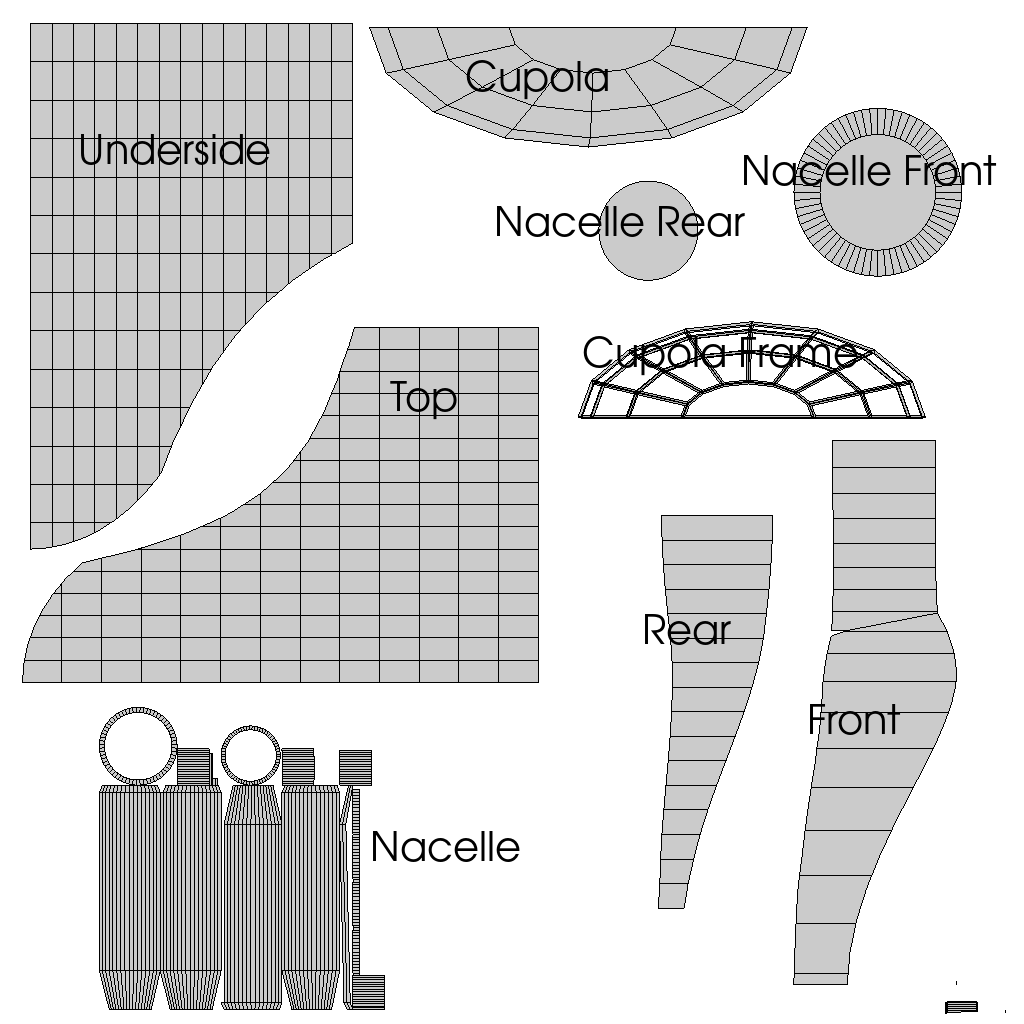 Cupola
Underside
Nacelle Front
Nacelle Rear
Cupola Frame
Top
Rear
Front
Nacelle